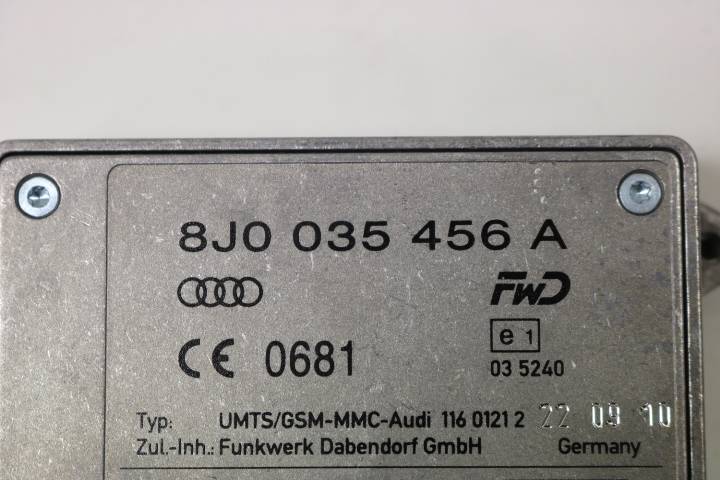 8J0 035 456 A
FWD
CE 0681
e 1
03 5240
Typ: UMTS/GSM-MMC-Audi 116 0121 2 22 09 10
Zul.-Inh.: Funkwerk Dabendorf GmbH Germany